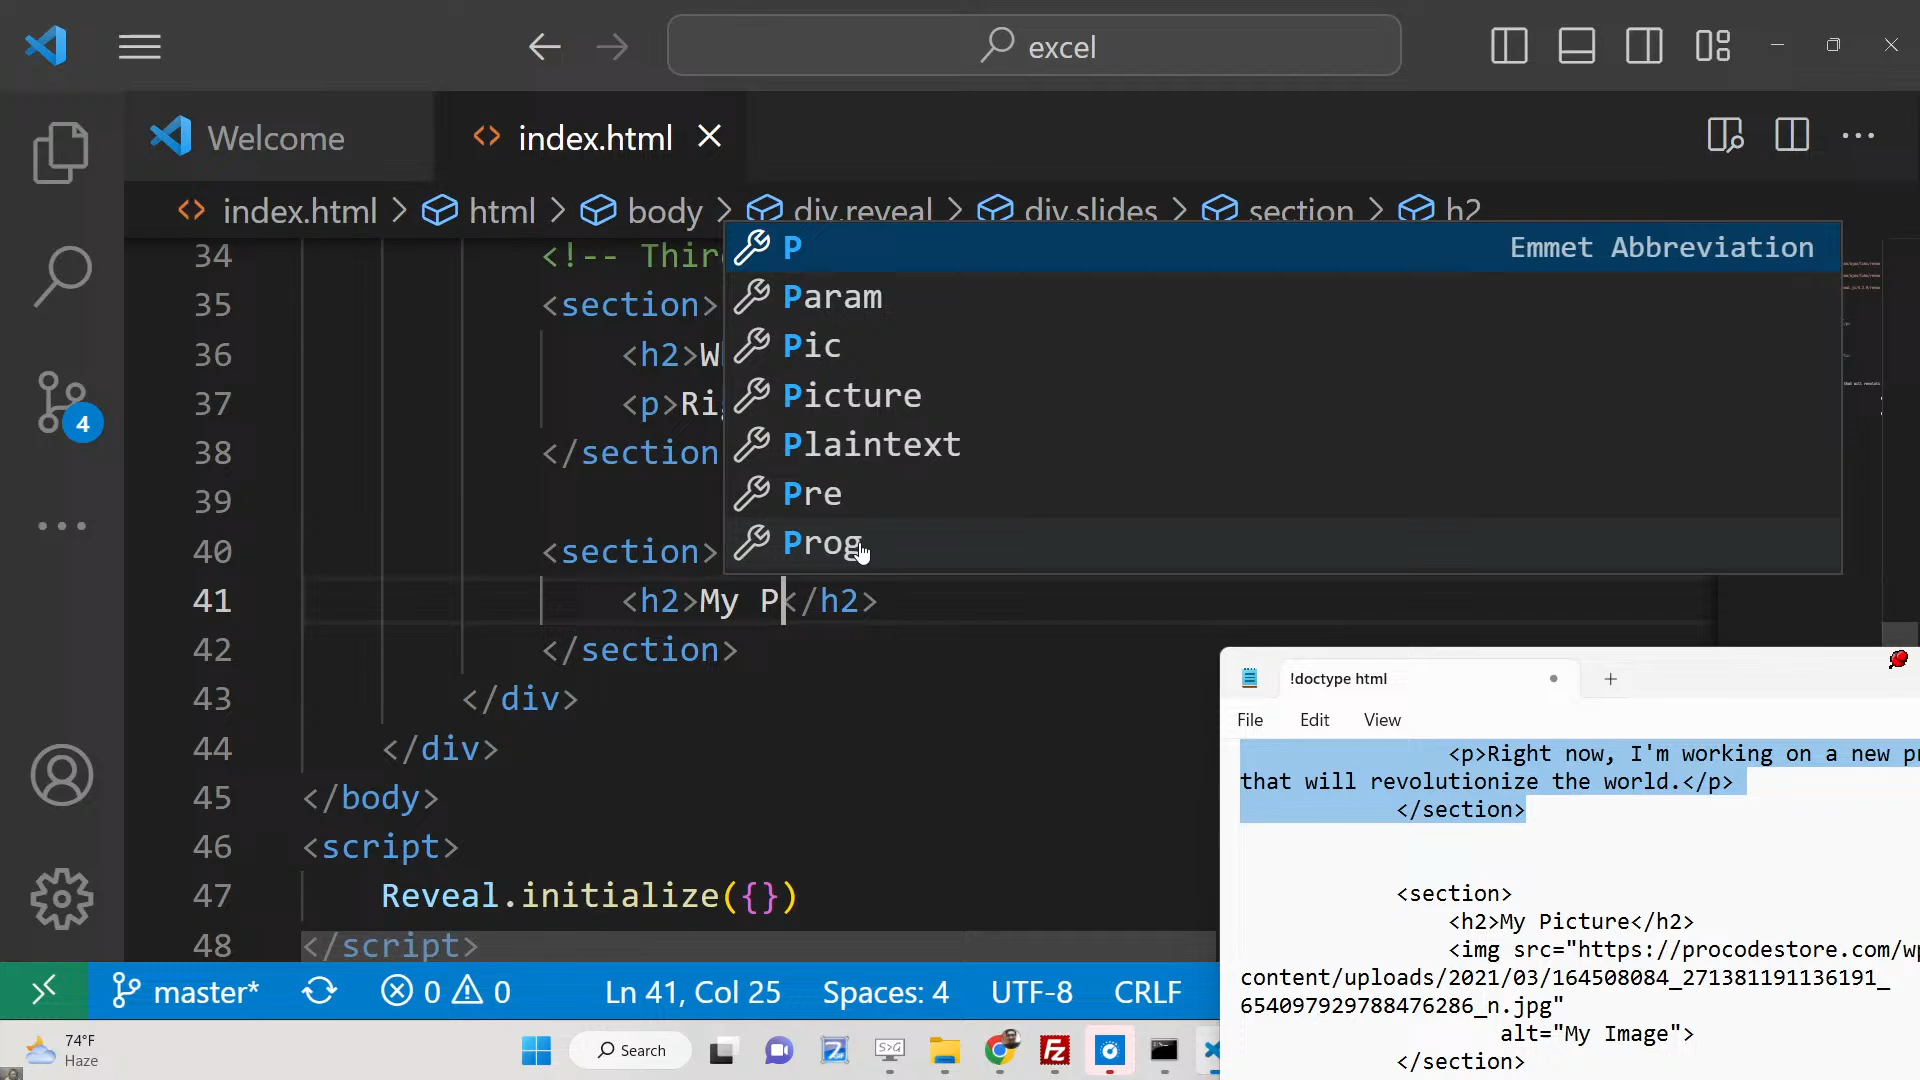 excel
Welcome
index.html
index.html > html > body > div.reveal > div.slides > section > h2
34 <!-- Thir
P Emmet Abbreviation
35 <section>
Param
36 <h2>W
Pic
37 <p>Ri
Picture
38 </section
Plaintext
39
Pre
40 <section>
Prog
41 <h2>My P</h2>
42 </section>
43 </div>
44 </div>
45 </body>
46 <script>
47 Reveal.initialize({})
48 </script>
4
!doctype html
File Edit View
<p>Right now, I'm working on a new pr
that will revolutionize the world.</p>
</section>
<section>
<h2>My Picture</h2>
<img src="https://procodestore.com/wp
content/uploads/2021/03/164508084_271381191136191_
6540979297884​76286_n.jpg"
alt="My Image">
</section>
master* 0 0 Ln 41, Col 25 Spaces: 4 UTF-8 CRLF
74°F
Haze
Search